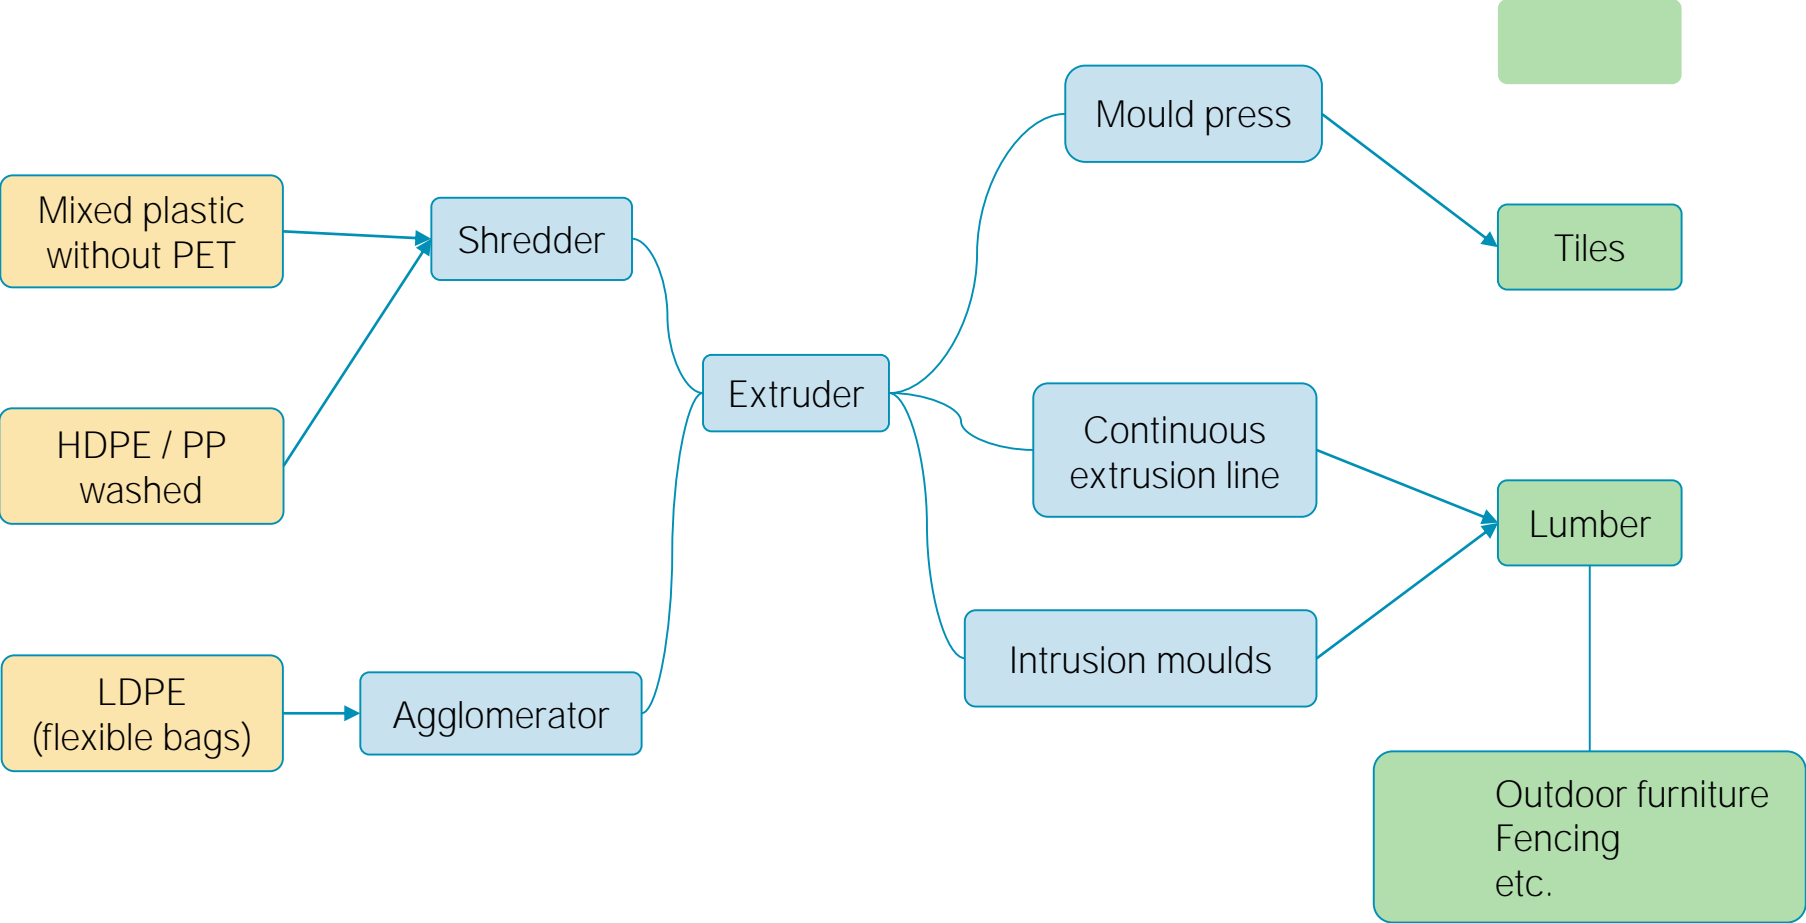 Mixed plastic
without PET
HDPE / PP
washed
LDPE
(flexible bags)
Shredder
Agglomerator
Extruder
Mould press
Continuous
extrusion line
Intrusion moulds
Tiles
Lumber
Outdoor furniture
Fencing
etc.